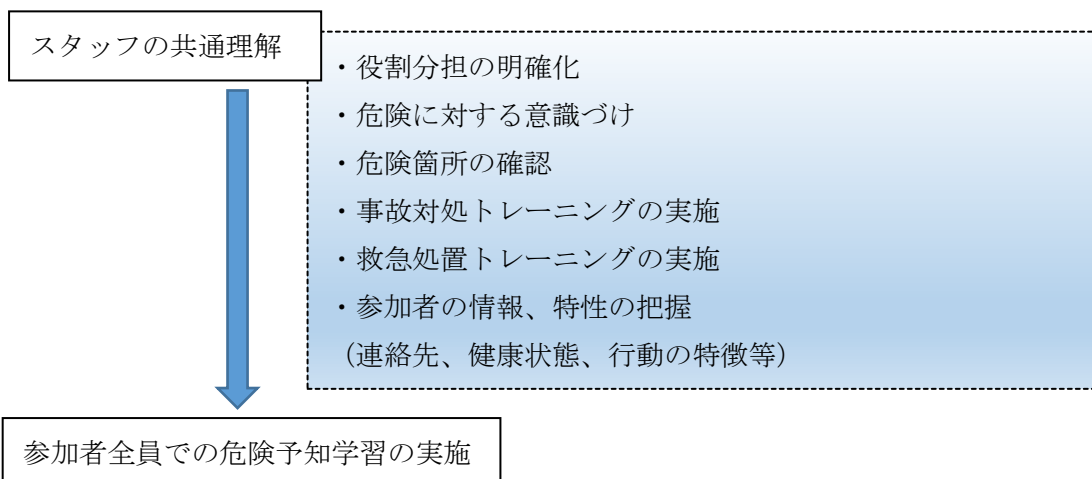 スタッフの共通理解
・役割分担の明確化
・危険に対する意識づけ
・危険箇所の確認
・事故対処トレーニングの実施
・救急処置トレーニングの実施
・参加者の情報、特性の把握
（連絡先、健康状態、行動の特徴等）
参加者全員での危険予知学習の実施